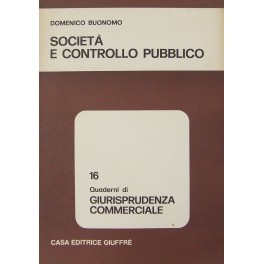 DOMENICO BUONOMO
SOCIETÀ
E CONTROLLO PUBBLICO
16
Quaderni di
GIURISPRUDENZA
COMMERCIALE
CASA EDITRICE GIUFFRÈ